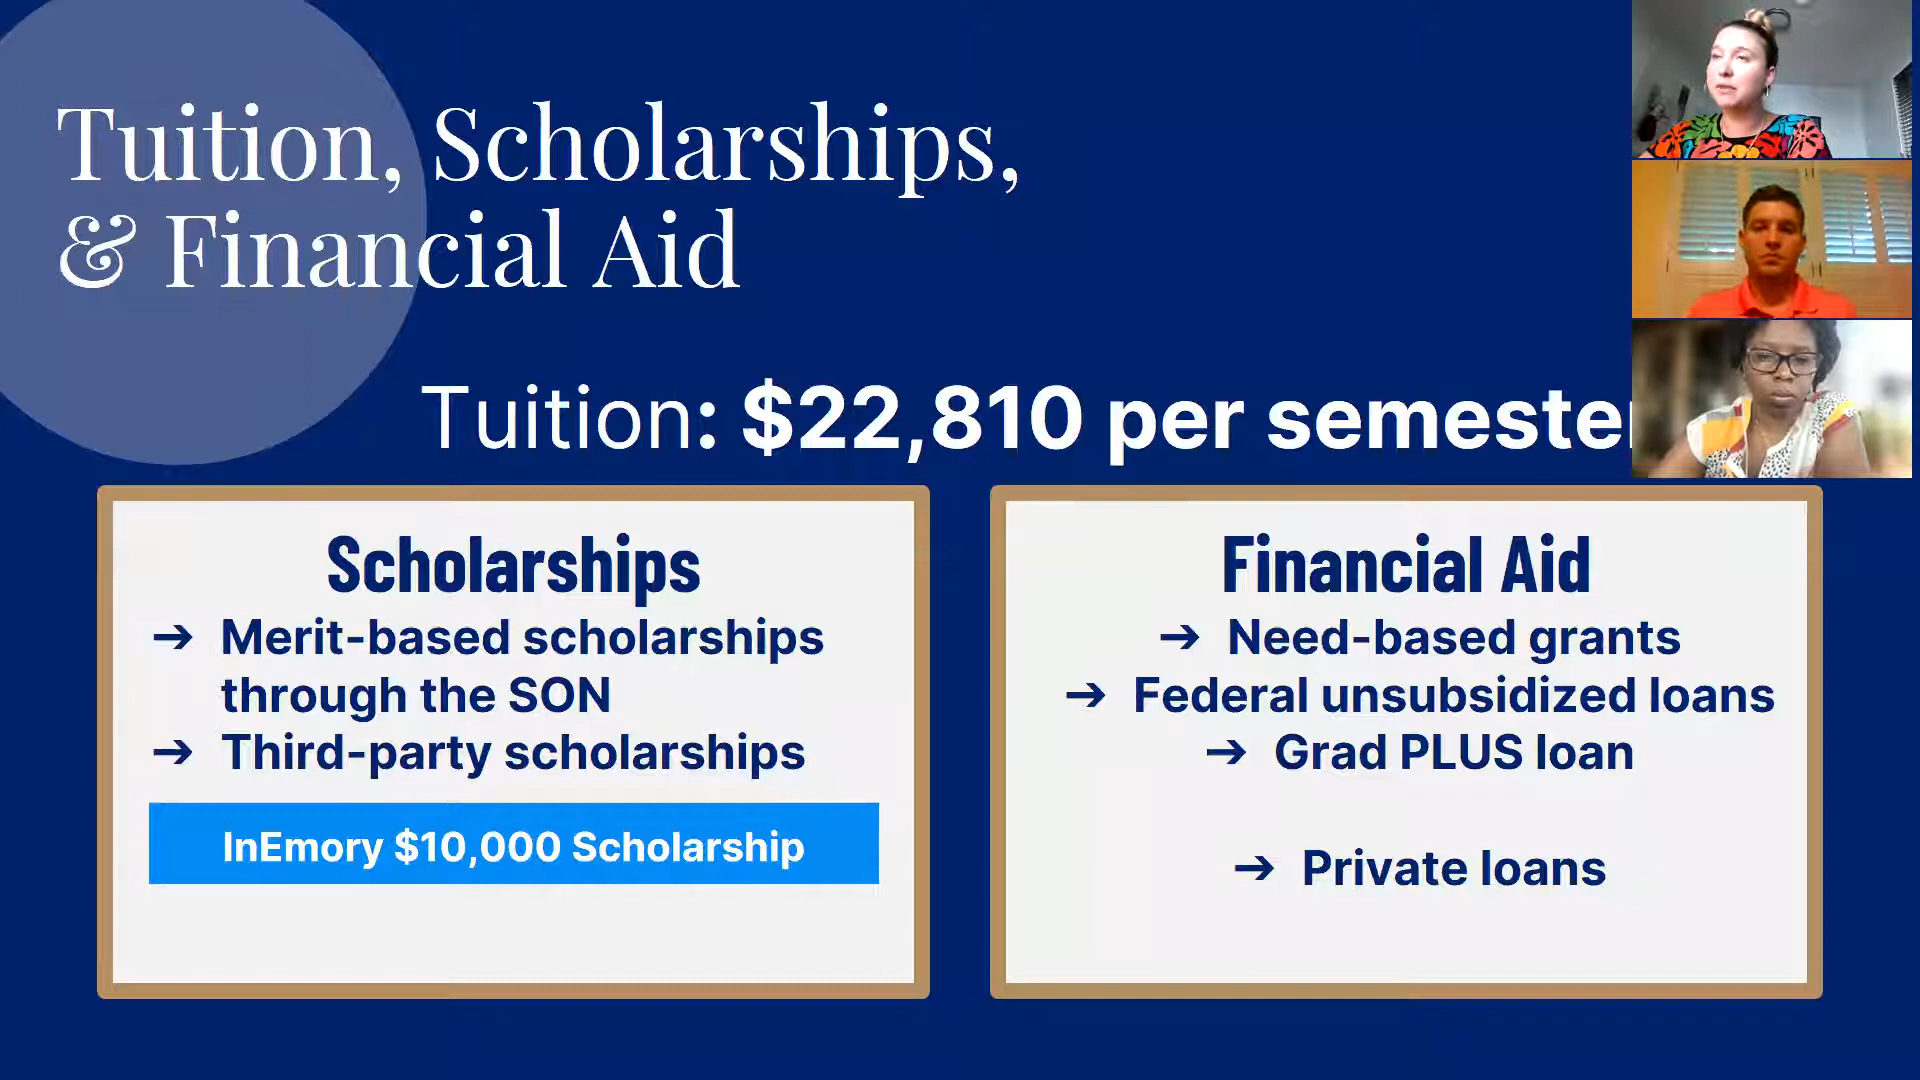 Tuition, Scholarships,
& Financial Aid
Tuition: $22,810 per semester
Scholarships
➔ Merit-based scholarships
through the SON
➔ Third-party scholarships
InEmory $10,000 Scholarship
Financial Aid
➔ Need-based grants
➔ Federal unsubsidized loans
➔ Grad PLUS loan
➔ Private loans